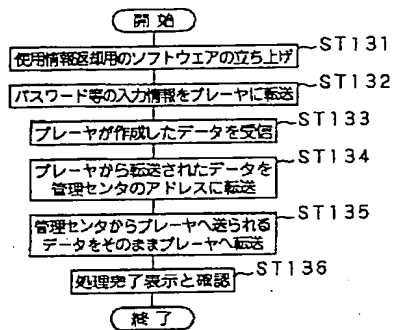 開 始
使用情報返却用のソフトウェアの立ち上げ
ST131
パスワード等の入力情報をプレーヤに転送
ST132
プレーヤが作成したデータを受信
ST133
プレーヤから転送されたデータを
管理センタのアドレスに転送
ST134
管理センタからプレーヤへ送られる
データをそのままプレーヤへ転送
ST135
処理完了表示と確認
ST136
終 了